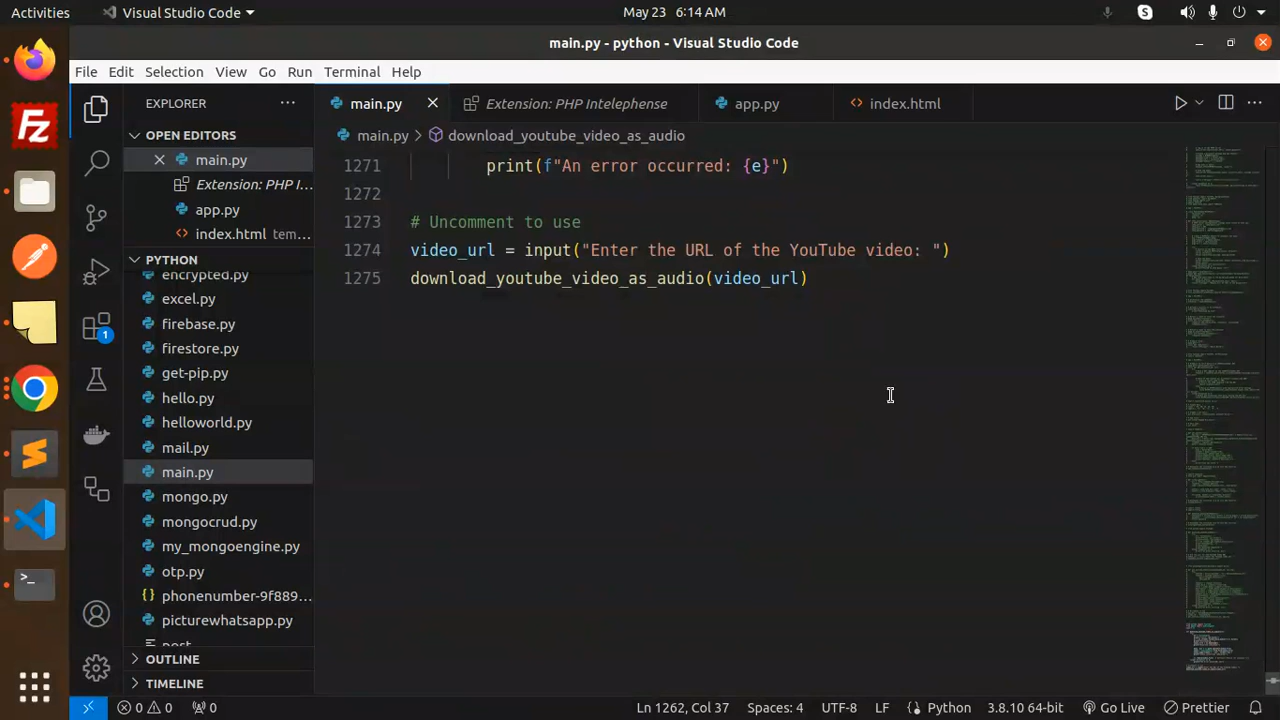 Activities
Visual Studio Code
May 23 6:14 AM
main.py - python - Visual Studio Code
File Edit Selection View Go Run Terminal Help
EXPLORER
main.py
Extension: PHP Intelephense
app.py
index.html
OPEN EDITORS
main.py > download_youtube_video_as_audio
main.py
Extension: PHP I...
app.py
index.html tem...
PYTHON
encrypted.py
excel.py
firebase.py
firestore.py
get-pip.py
hello.py
helloworld.py
mail.py
main.py
mongo.py
mongocrud.py
my_mongoengine.py
otp.py
phonenumber-9f889...
picturewhatsapp.py
post
OUTLINE
TIMELINE
1271 print(f"An error occurred: {e}")
1272
1273 # Uncomment to use
1274 video_url = input("Enter the URL of the YouTube video: ")
1275 download_youtube_video_as_audio(video_url)
Fz
S
1
>_
0 0 0
Ln 1262, Col 37 Spaces: 4 UTF-8 LF Python 3.8.10 64-bit Go Live Prettier